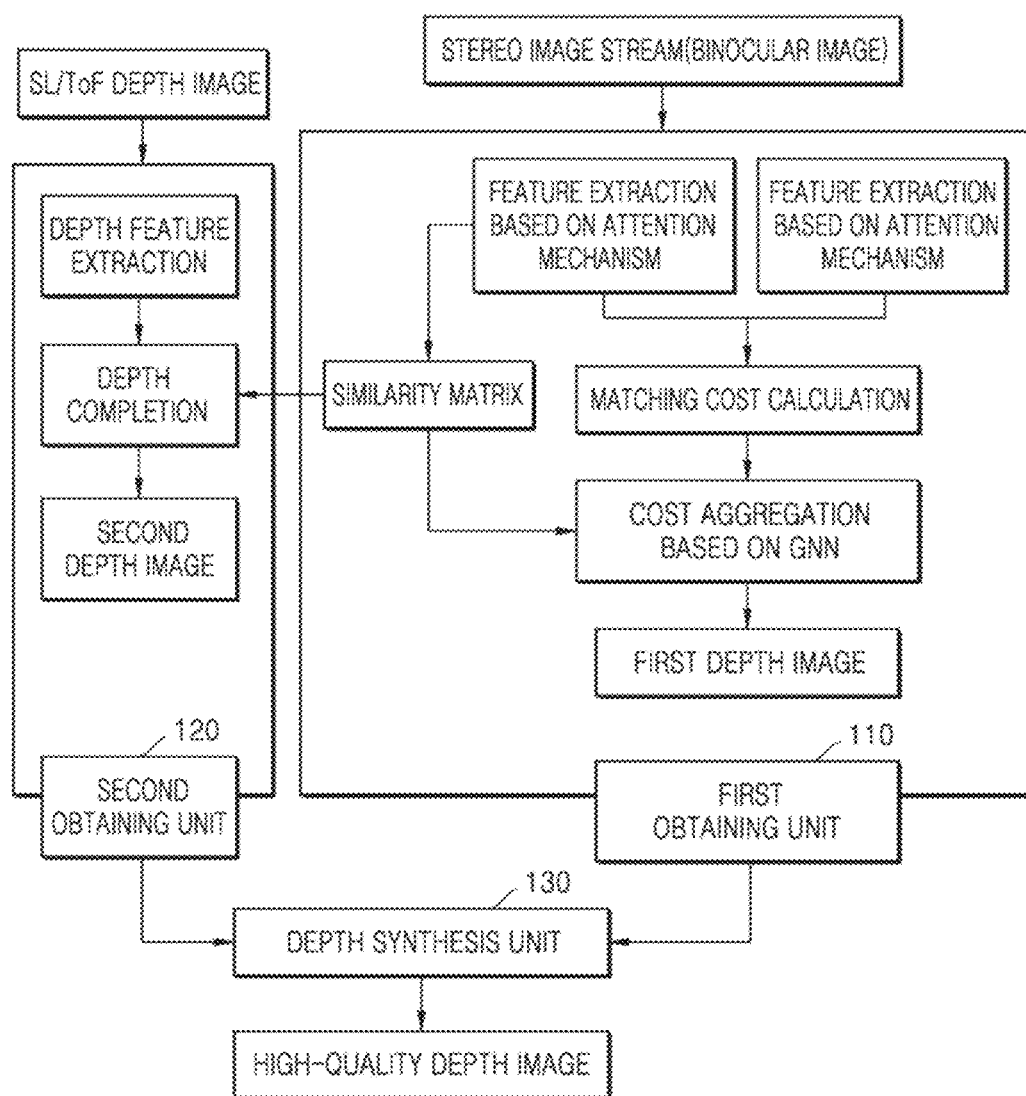 STEREO IMAGE STREAM(BINOCULAR IMAGE)
SL/ToF DEPTH IMAGE
FEATURE EXTRACTION
BASED ON ATTENTION
MECHANISM
FEATURE EXTRACTION
BASED ON ATTENTION
MECHANISM
DEPTH FEATURE
EXTRACTION
DEPTH
COMPLETION
SIMILARITY MATRIX
MATCHING COST CALCULATION
SECOND
DEPTH IMAGE
COST AGGREGATION
BASED ON GNN
FIRST DEPTH IMAGE
120
SECOND
OBTAINING UNIT
110
FIRST
OBTAINING UNIT
130
DEPTH SYNTHESIS UNIT
HIGH-QUALITY DEPTH IMAGE